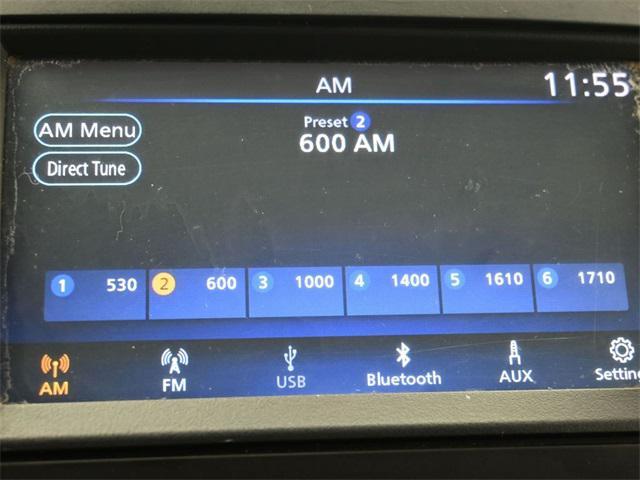 AM
11:55
AM Menu
Preset 2
600 AM
Direct Tune
1 530
2 600
3 1000
4 1400
5 1610
6 1710
AM
FM
USB
Bluetooth
AUX
Setting